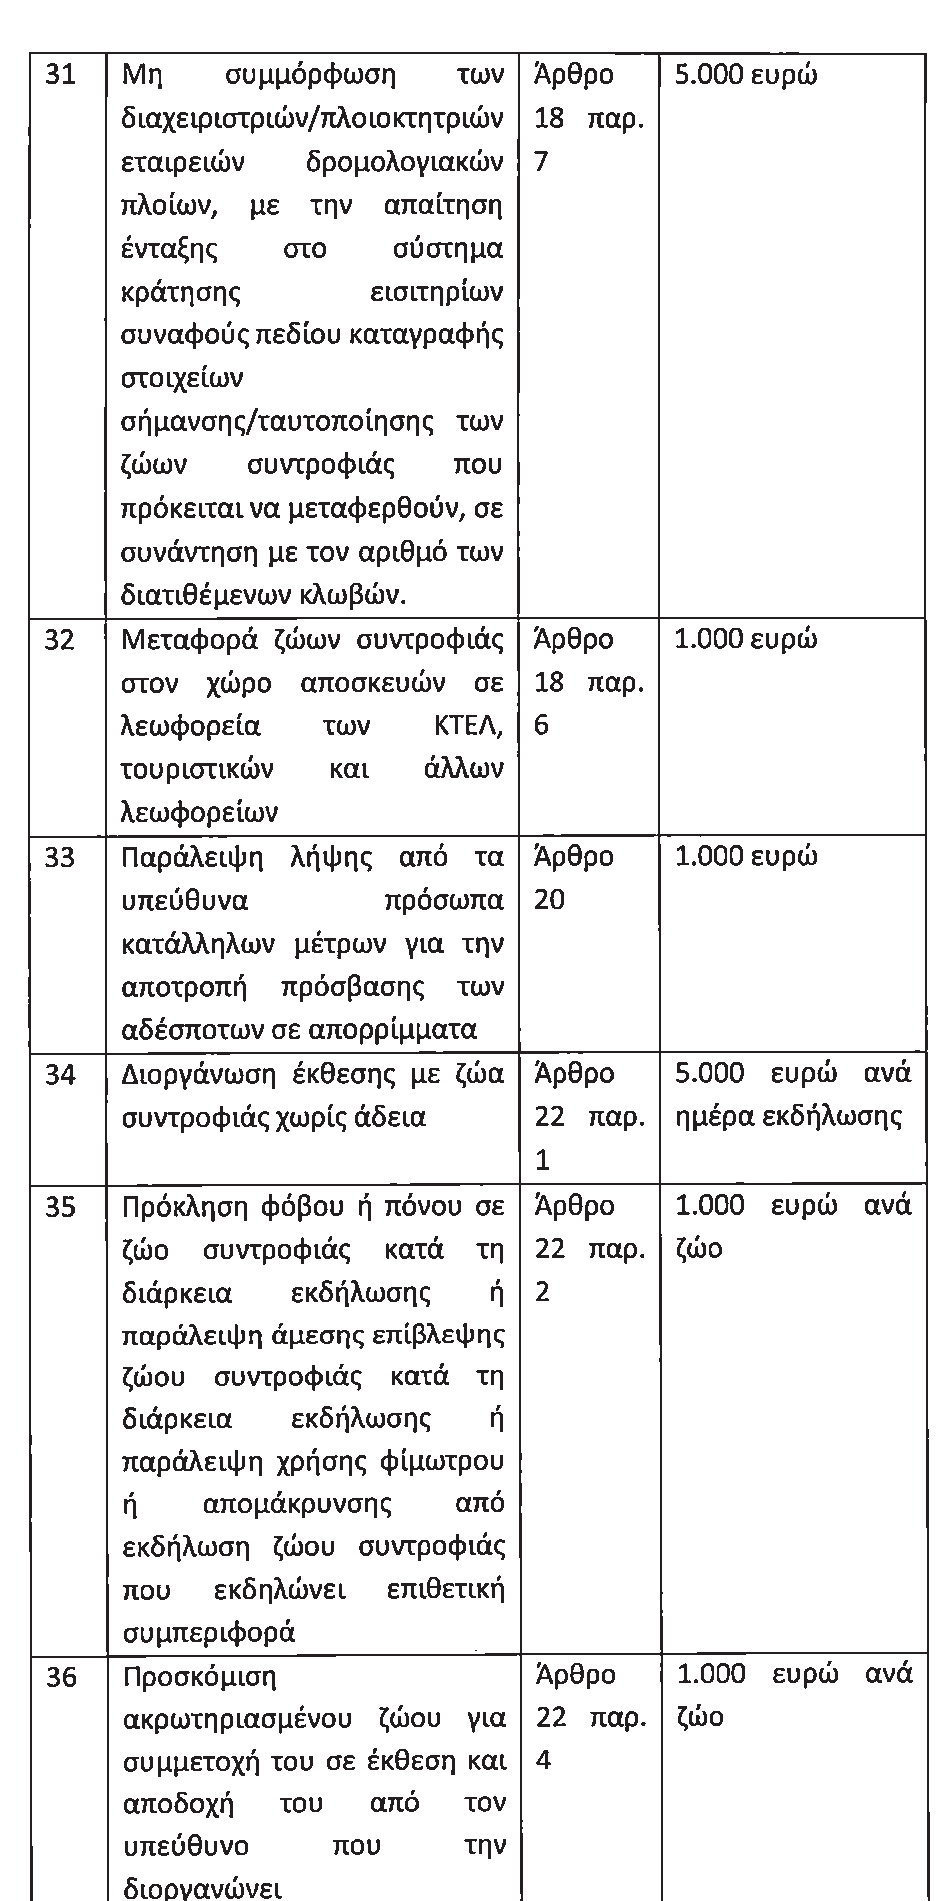 31 Μη συμμόρφωση των Άρθρο 5.000 ευρώ
διαχειριστριών/πλοιοκτητριών 18 παρ.
εταιρειών δρομολογιακών 7
πλοίων, με την απαίτηση
ένταξης στο σύστημα
κράτησης εισιτηρίων
συναφούς πεδίου καταγραφής
στοιχείων
σήμανσης/ταυτοποίησης των
ζώων συντροφιάς που
πρόκειται να μεταφερθούν, σε
συνάντηση με τον αριθμό των
διατιθέμενων κλωβών.
32 Μεταφορά ζώων συντροφιάς Άρθρο 1.000 ευρώ
στον χώρο αποσκευών σε 18 παρ.
λεωφορεία των ΚΤΕΛ, 6
τουριστικών και άλλων
λεωφορείων
33 Παράλειψη λήψης από τα Άρθρο 1.000 ευρώ
υπεύθυνα πρόσωπα 20
κατάλληλων μέτρων για την
αποτροπή πρόσβασης των
αδέσποτων σε απορρίμματα
34 Διοργάνωση έκθεσης με ζώα Άρθρο 5.000 ευρώ ανά
συντροφιάς χωρίς άδεια 22 παρ. ημέρα εκδήλωσης
1
35 Πρόκληση φόβου ή πόνου σε Άρθρο 1.000 ευρώ ανά
ζώο συντροφιάς κατά τη 22 παρ. ζώο
διάρκεια εκδήλωσης ή 2
παράλειψη άμεσης επίβλεψης
ζώου συντροφιάς κατά τη
διάρκεια εκδήλωσης ή
παράλειψη χρήσης φίμωτρου
ή απομάκρυνσης από
εκδήλωση ζώου συντροφιάς
που εκδηλώνει επιθετική
συμπεριφορά
36 Προσκόμιση Άρθρο 1.000 ευρώ ανά
ακρωτηριασμένου ζώου για 22 παρ. ζώο
συμμετοχή του σε έκθεση και 4
αποδοχή του από τον
υπεύθυνο που την
διοργανώνει